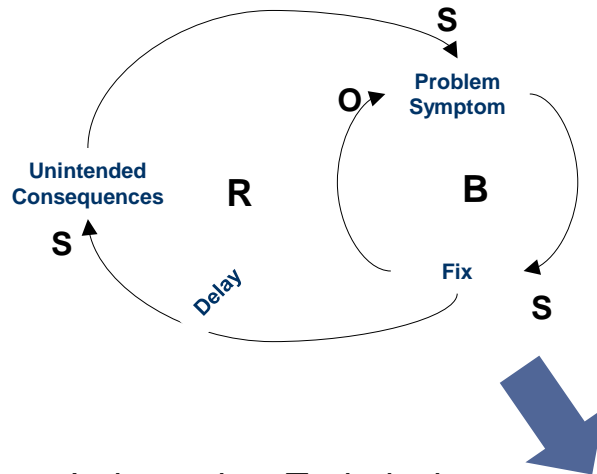 S
Problem
Symptom
O
Unintended
Consequences
R
B
S
Fix
Delay
S